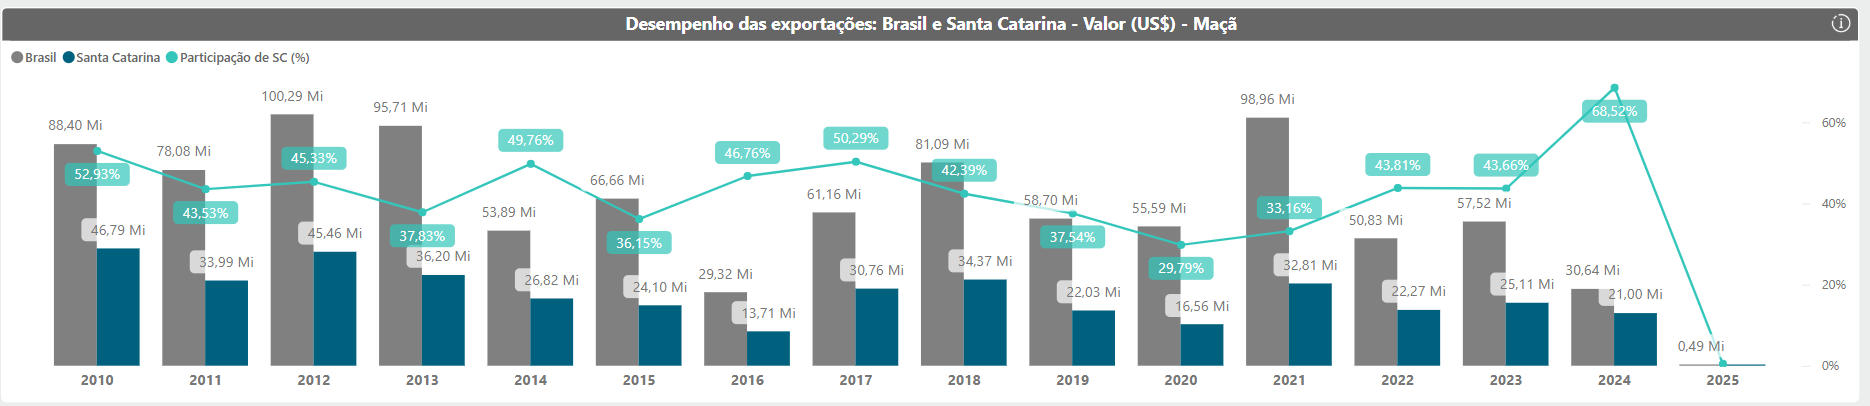 Desempenho das exportações: Brasil e Santa Catarina - Valor (US$) - Maçã
Brasil Santa Catarina Participação de SC (%)
88,40 Mi 78,08 Mi 100,29 Mi 95,71 Mi 53,89 Mi 66,66 Mi 29,32 Mi 61,16 Mi 81,09 Mi 58,70 Mi 55,59 Mi 98,96 Mi 50,83 Mi 57,52 Mi 30,64 Mi 0,49 Mi
52,93% 43,53% 45,33% 37,83% 49,76% 36,15% 46,76% 50,29% 42,39% 37,54% 29,79% 33,16% 43,81% 43,66% 68,52%
46,79 Mi 33,99 Mi 45,46 Mi 36,20 Mi 26,82 Mi 24,10 Mi 13,71 Mi 30,76 Mi 34,37 Mi 22,03 Mi 16,56 Mi 32,81 Mi 22,27 Mi 25,11 Mi 21,00 Mi
60%
40%
20%
0%
2010 2011 2012 2013 2014 2015 2016 2017 2018 2019 2020 2021 2022 2023 2024 2025